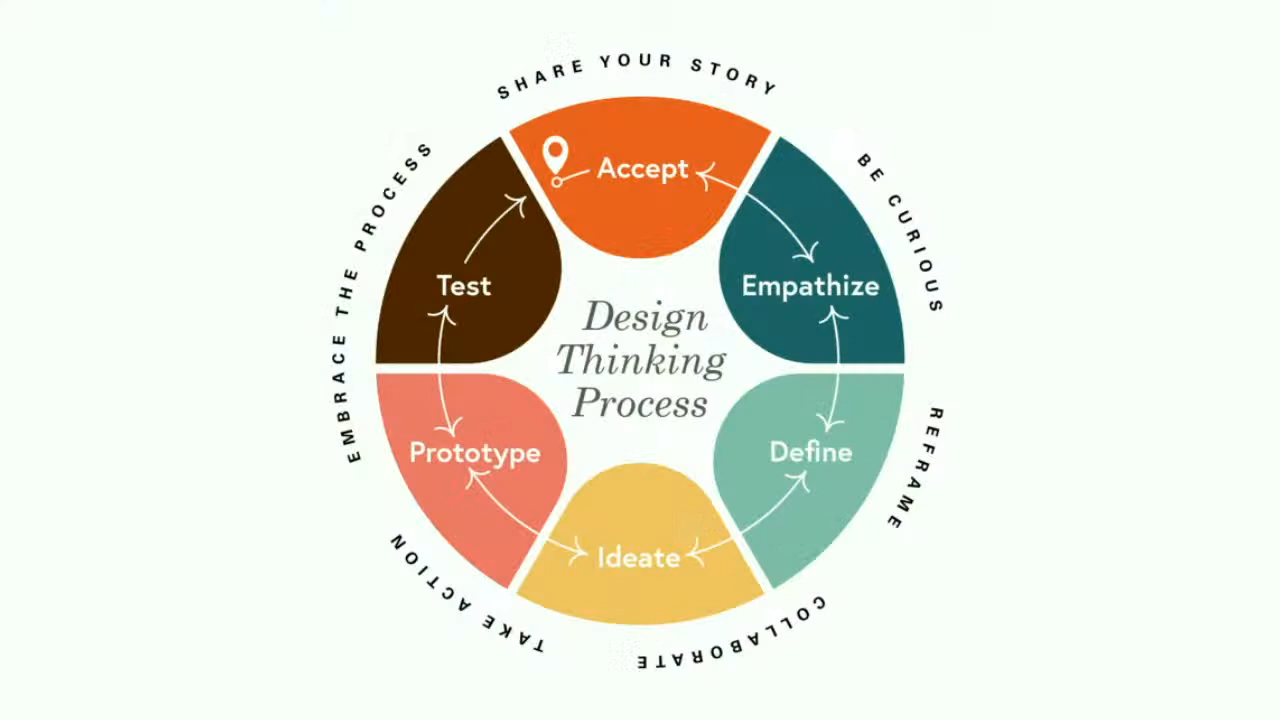 SHARE YOUR STORY
BE CURIOUS
REFRAME
COLLABORATE
TAKE ACTION
EMBRACE THE PROCESS
Accept
Empathize
Define
Ideate
Prototype
Test
Design
Thinking
Process